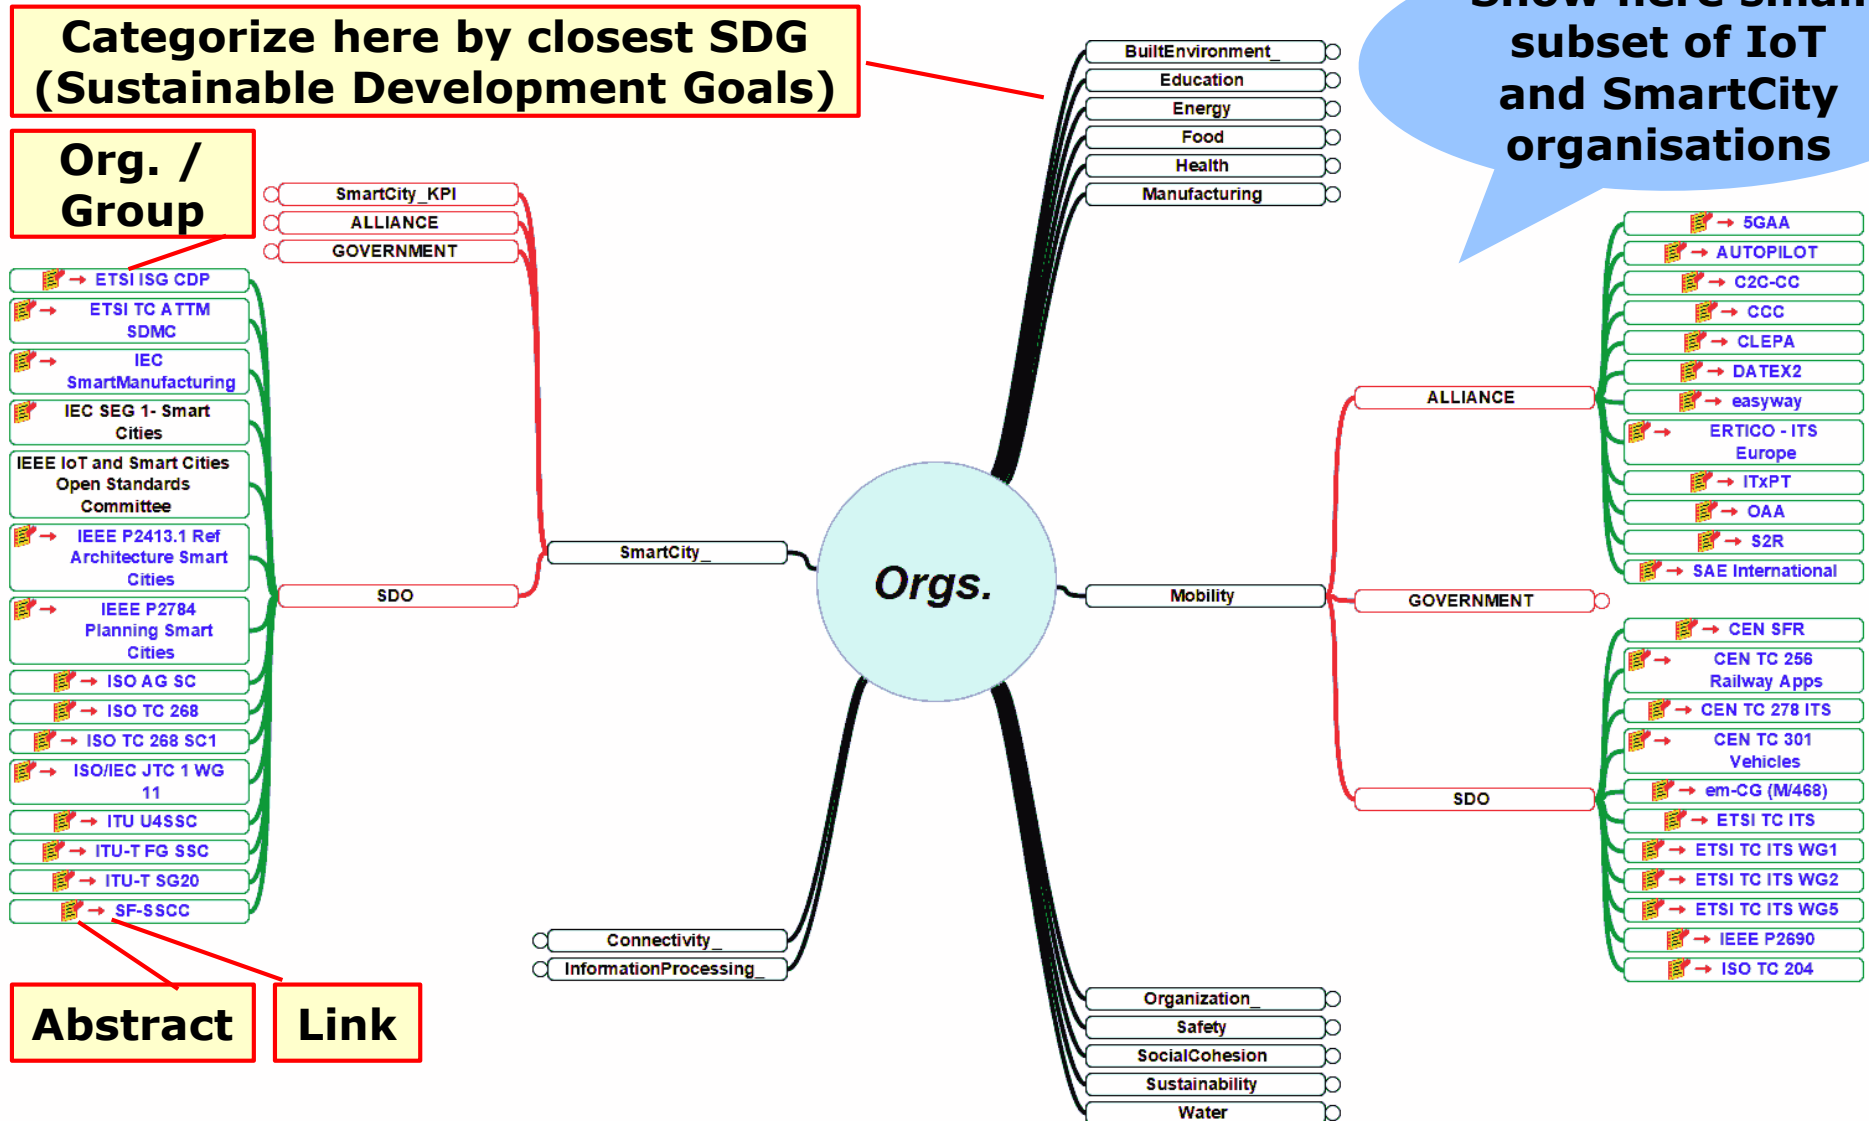 Categorize here by closest SDG
(Sustainable Development Goals)
Show here small
subset of IoT
and SmartCity
organisations
Org. /
Group
SmartCity_KPI
ALLIANCE
GOVERNMENT
ETSI ISG CDP
ETSI TC ATTM
SDMC
IEC
SmartManufacturing
IEC SEG 1- Smart
Cities
IEEE IoT and Smart Cities
Open Standards
Committee
IEEE P2413.1 Ref
Architecture Smart
Cities
IEEE P2784
Planning Smart
Cities
ISO AG SC
ISO TC 268
ISO TC 268 SC1
ISO/IEC JTC 1 WG
11
ITU U4SSC
ITU-T FG SSC
ITU-T SG20
SF-SSCC
SDO
SmartCity_
Abstract
Link
Connectivity_
InformationProcessing_
Orgs.
BuiltEnvironment_
Education
Energy
Food
Health
Manufacturing
Mobility
ALLIANCE
5GAA
AUTOPILOT
C2C-CC
CCC
CLEPA
DATEX2
easyway
ERTICO - ITS
Europe
ITxPT
OAA
S2R
SAE International
GOVERNMENT
SDO
CEN SFR
CEN TC 256
Railway Apps
CEN TC 278 ITS
CEN TC 301
Vehicles
em-CG (M/468)
ETSI TC ITS
ETSI TC ITS WG1
ETSI TC ITS WG2
ETSI TC ITS WG5
IEEE P2690
ISO TC 204
Organization_
Safety
SocialCohesion
Sustainability
Water